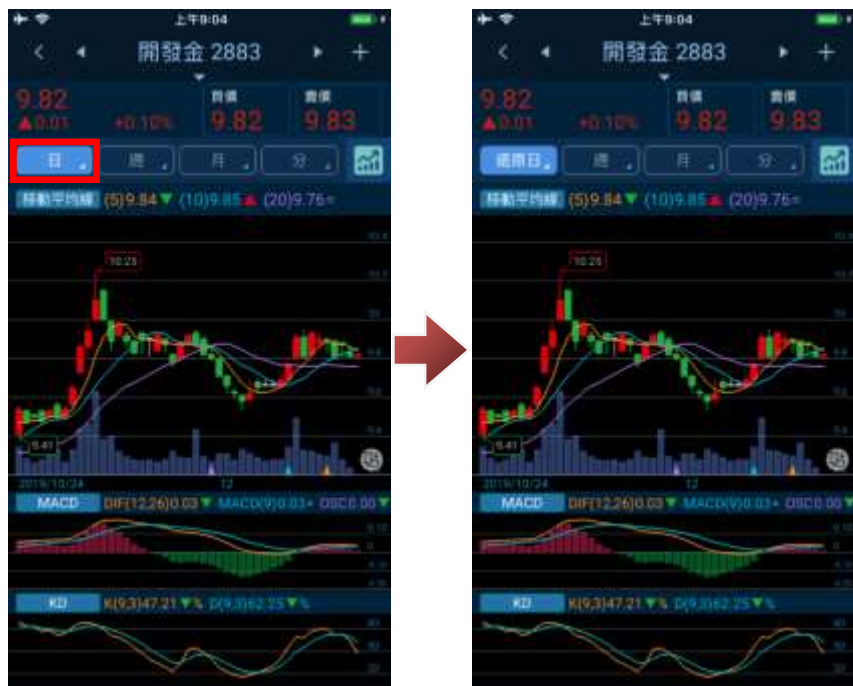 上午9:04
開發金 2883
買價
賣價
9.82
▲0.01
+0.10%
9.82
9.83
日
週
月
分
移動平均線 (5)9.84▼ (10)9.85▲ (20)9.76=
10.25
9.41
2019/10/24
12
MACD DIF(12,26)0.03▼ MACD(9)0.03 OSC0.00▼
KD K(9,3)47.21▼% D(9,3)62.25▼%
上午9:04
開發金 2883
買價
賣價
9.82
▲0.01
+0.10%
9.82
9.83
還原日
週
月
分
移動平均線 (5)9.84▼ (10)9.85▲ (20)9.76=
10.25
9.41
2019/10/24
12
MACD DIF(12,26)0.03▼ MACD(9)0.03 OSC0.00▼
KD K(9,3)47.21▼% D(9,3)62.25▼%